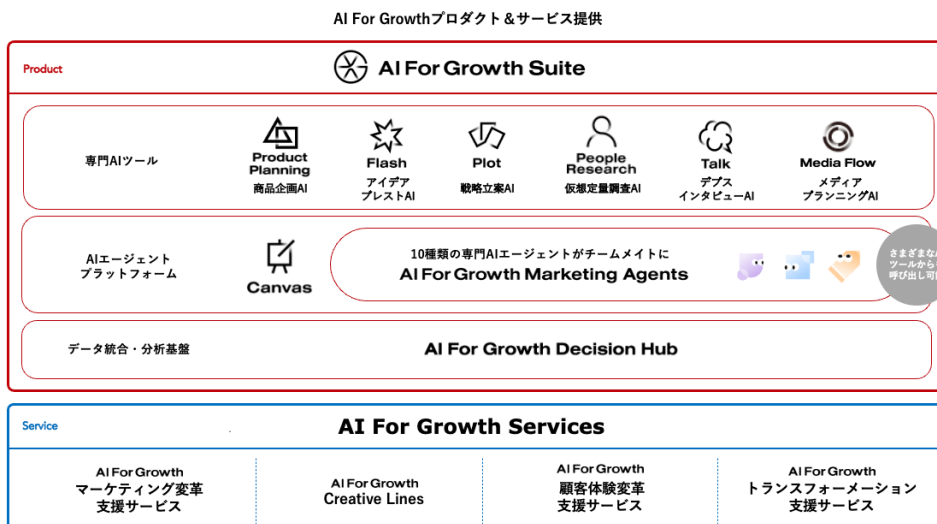 AI For Growthプロダクト＆サービス提供
Product
AI For Growth Suite
専門AIツール
Product
Planning
商品企画AI
Flash
アイデア
ブレストAI
Plot
戦略立案AI
People
Research
仮想定量調査AI
Talk
デプス
インタビューAI
Media Flow
メディア
プランニングAI
AIエージェント
プラットフォーム
Canvas
10種類の専門AIエージェントがチームメイトに
AI For Growth Marketing Agents
さまざまな
ツールから
呼び出し可
データ統合・分析基盤
AI For Growth Decision Hub
Service
AI For Growth Services
AI For Growth
マーケティング変革
支援サービス
AI For Growth
Creative Lines
AI For Growth
顧客体験変革
支援サービス
AI For Growth
トランスフォーメーション
支援サービス